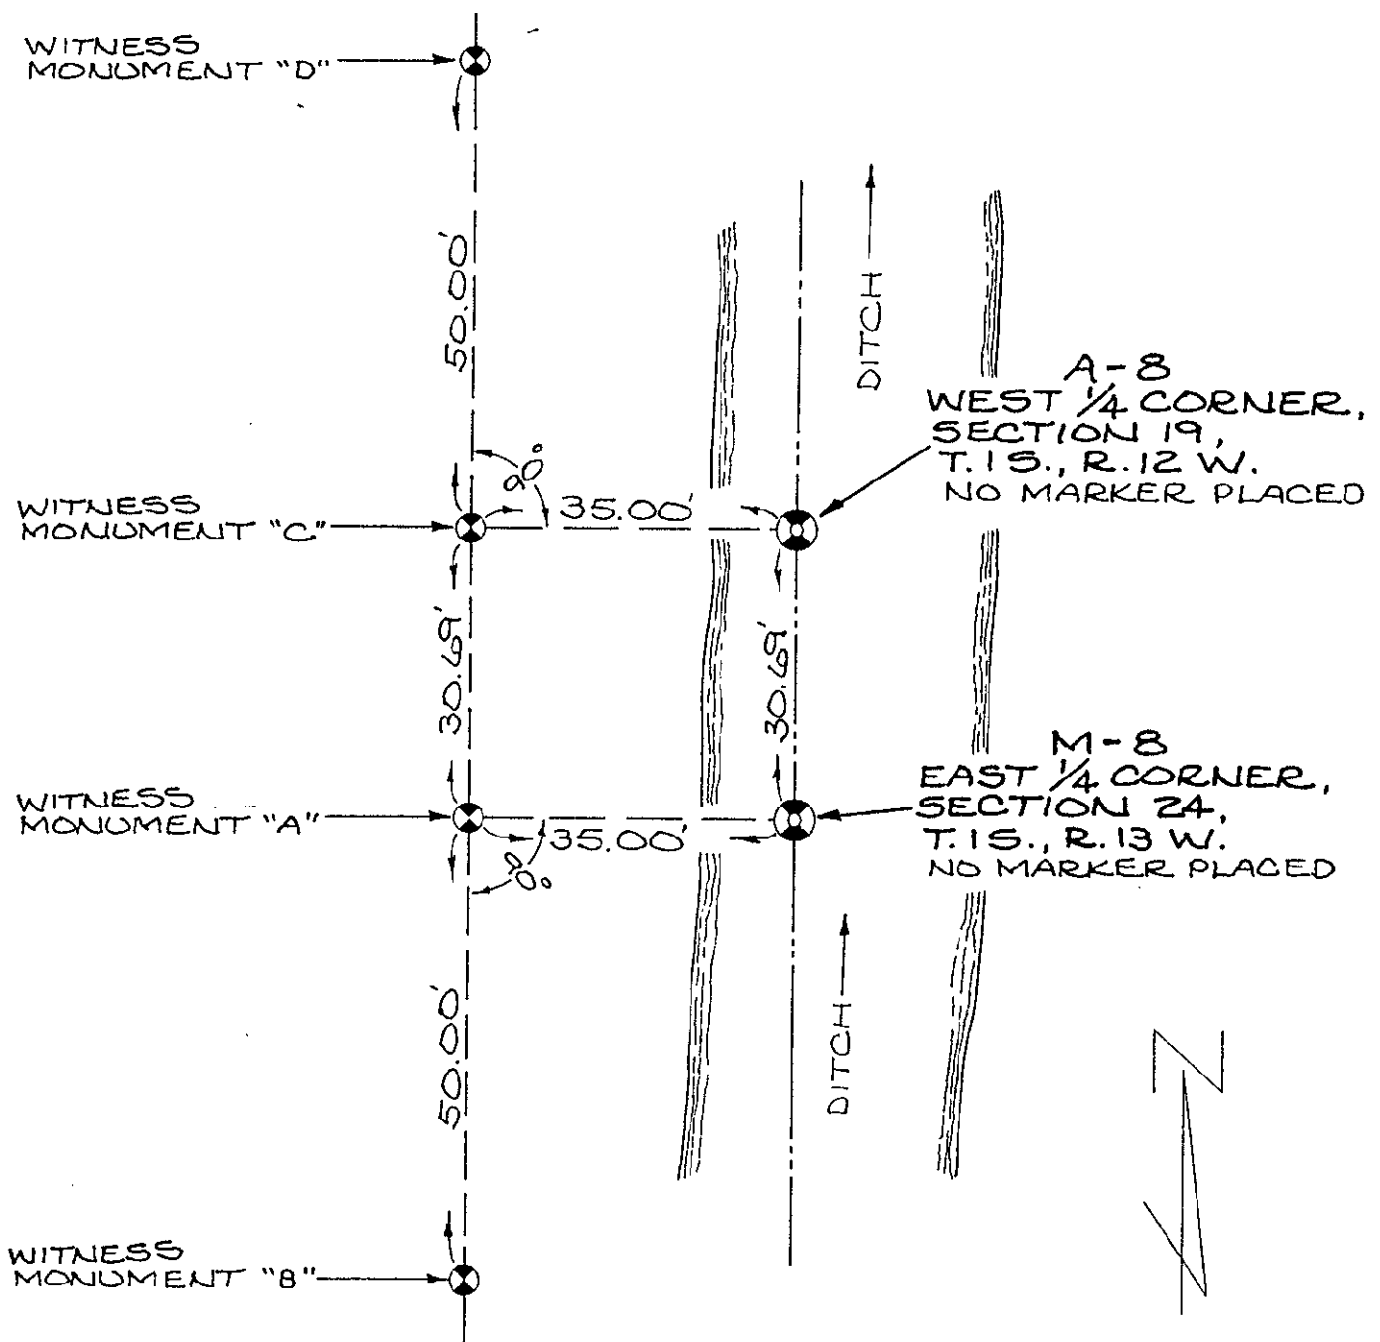 WITNESS
MONUMENT "D"
50.00'
DITCH
A-8
WEST 1/4 CORNER,
SECTION 19,
T.1S., R.12 W.
NO MARKER PLACED
90°
WITNESS
MONUMENT "C"
35.00'
30.69'
30.69'
M-8
EAST 1/4 CORNER,
SECTION 24,
T.1S., R.13 W.
NO MARKER PLACED
WITNESS
MONUMENT "A"
35.00'
90°
50.00'
DITCH
N
WITNESS
MONUMENT "B"